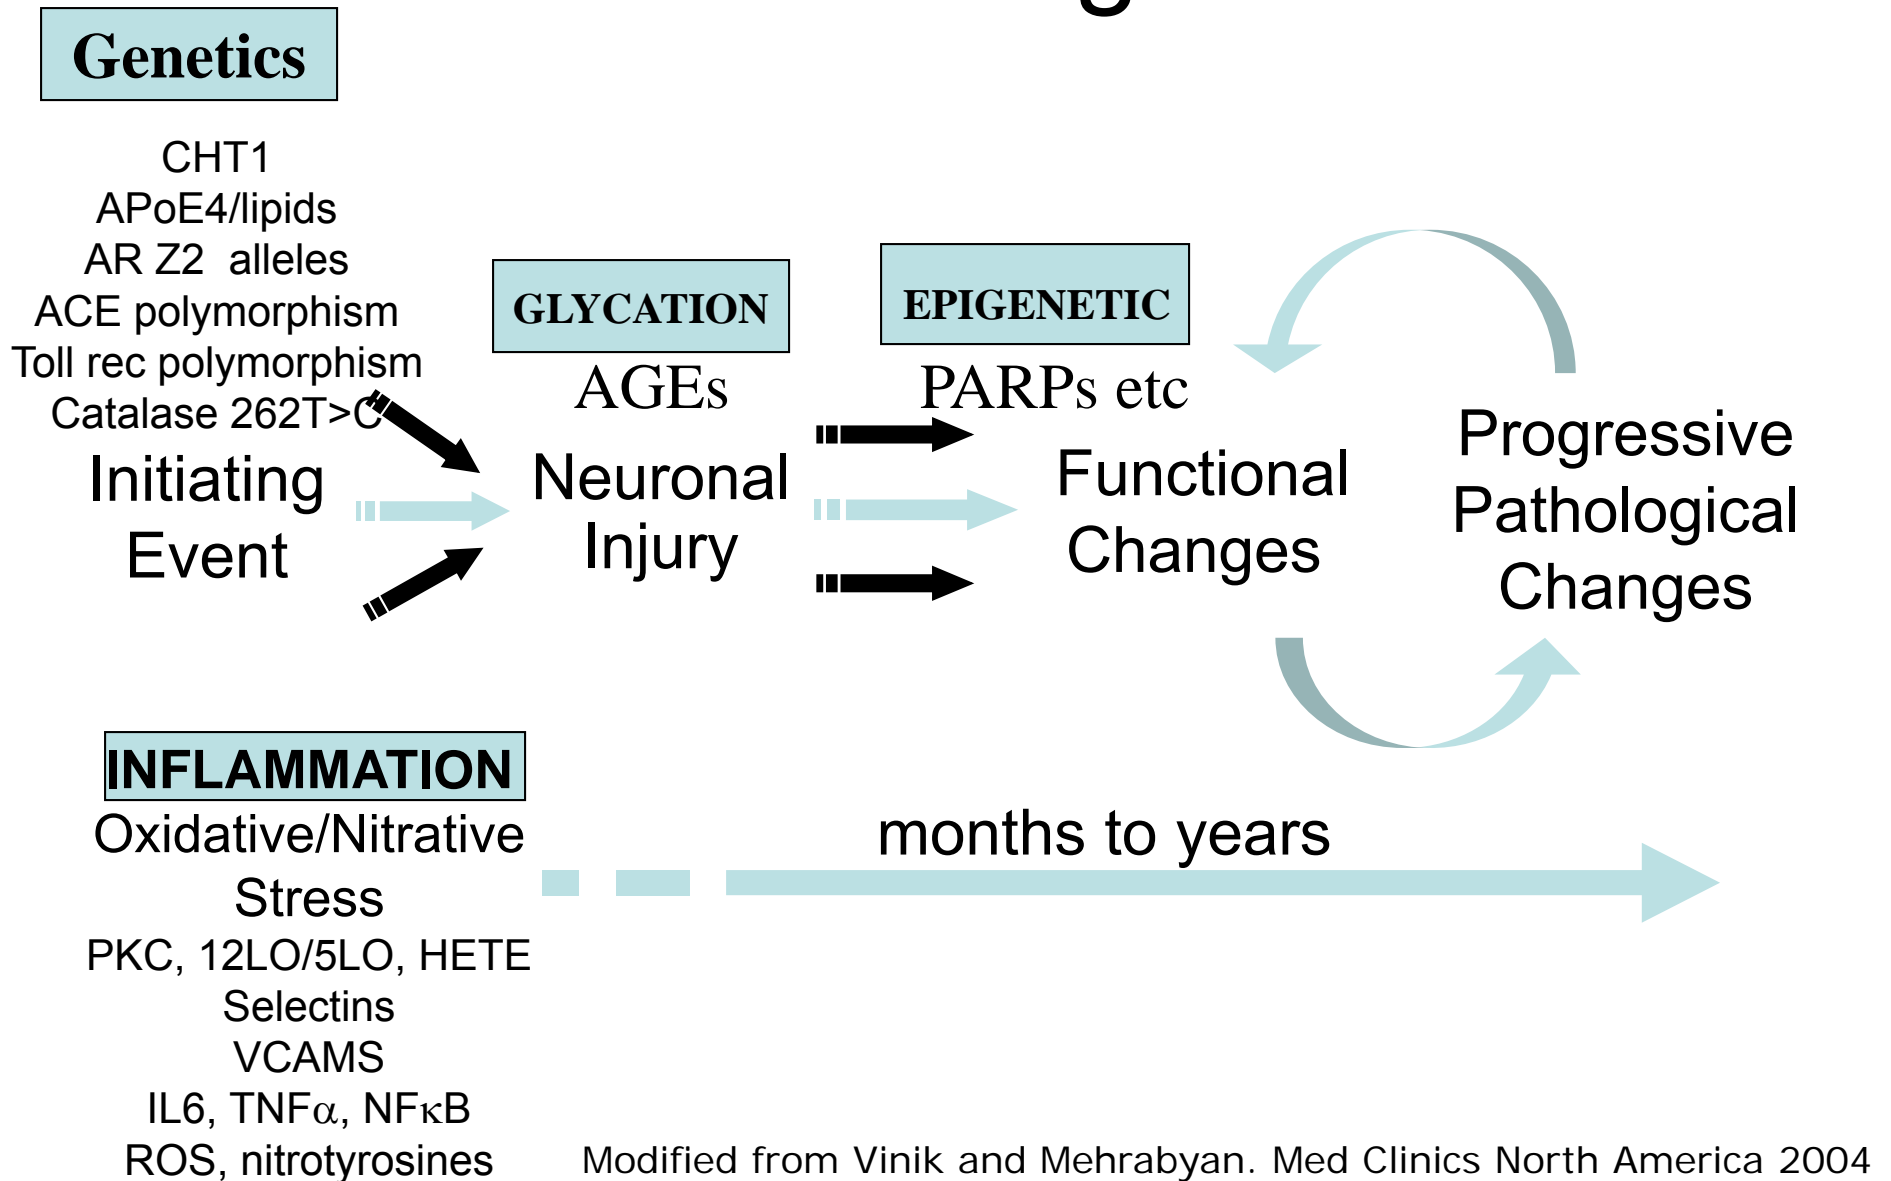 Genetics
CHT1
APoE4/lipids
AR Z2 alleles
ACE polymorphism
Toll rec polymorphism
Catalase 262T>C
Initiating
Event
GLYCATION
AGEs
Neuronal
Injury
EPIGENETIC
PARPs etc
Functional
Changes
Progressive
Pathological
Changes
INFLAMMATION
Oxidative/Nitrative
Stress
PKC, 12LO/5LO, HETE
Selectins
VCAMS
IL6, TNFα, NFκB
ROS, nitrotyrosines
months to years
Modified from Vinik and Mehrabyan. Med Clinics North America 2004